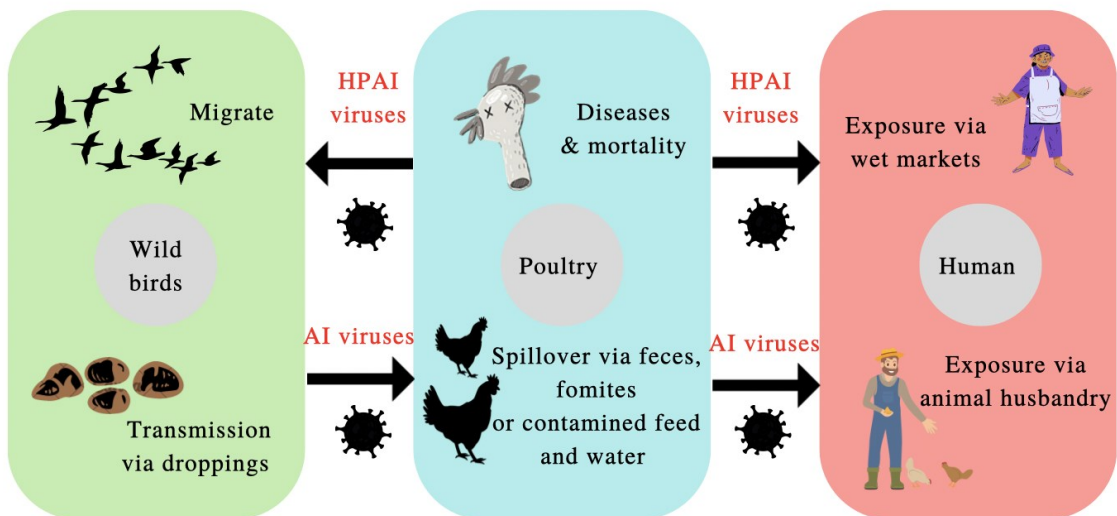 Migrate
Wild
birds
Transmission
via droppings
HPAI
viruses
AI viruses
Diseases
& mortality
Poultry
Spillover via feces,
fomites
or contamined feed
and water
HPAI
viruses
AI viruses
Exposure via
wet markets
Human
Exposure via
animal husbandry